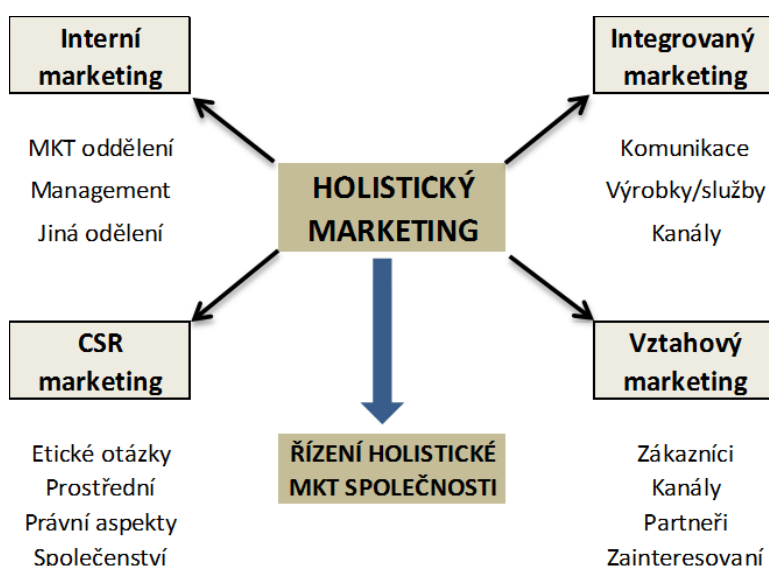 Interní
marketing
MKT oddělení
Management
Jiná odělení
Integrovaný
marketing
Komunikace
Výrobky/služby
Kanály
HOLISTICKÝ
MARKETING
CSR
marketing
Etické otázky
Prostřední
Právní aspekty
Společenství
ŘÍZENÍ HOLISTICKÉ
MKT SPOLEČNOSTI
Vztahový
marketing
Zákazníci
Kanály
Partneři
Zainteresovaní